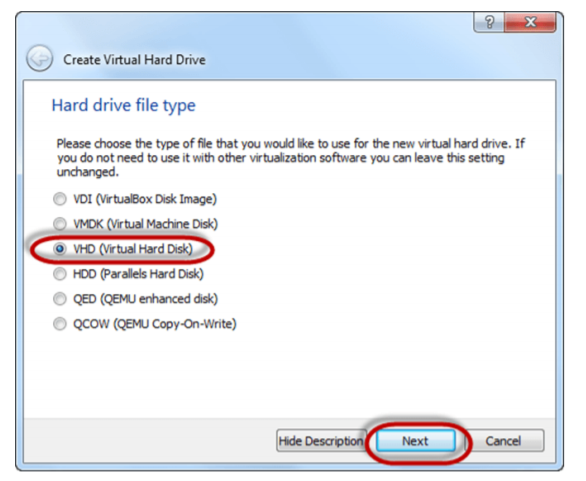 ?
Create Virtual Hard Drive
Hard drive file type
Please choose the type of file that you would like to use for the new virtual hard drive. If
you do not need to use it with other virtualization software you can leave this setting
unchanged.
VDI (VirtualBox Disk Image)
VMDK (Virtual Machine Disk)
VHD (Virtual Hard Disk)
HDD (Parallels Hard Disk)
QED (QEMU enhanced disk)
QCOW (QEMU Copy-On-Write)
Hide Description Next Cancel